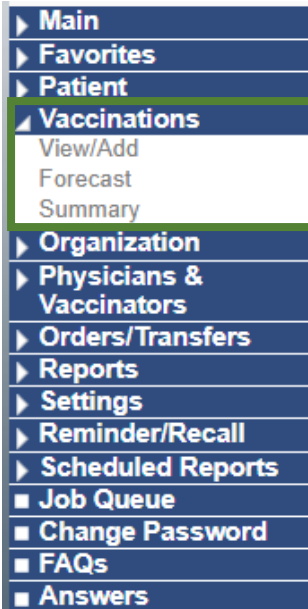 Main
Favorites
Patient
Vaccinations
View/Add
Forecast
Summary
Organization
Physicians &
Vaccinators
Orders/Transfers
Reports
Settings
Reminder/Recall
Scheduled Reports
Job Queue
Change Password
FAQs
Answers